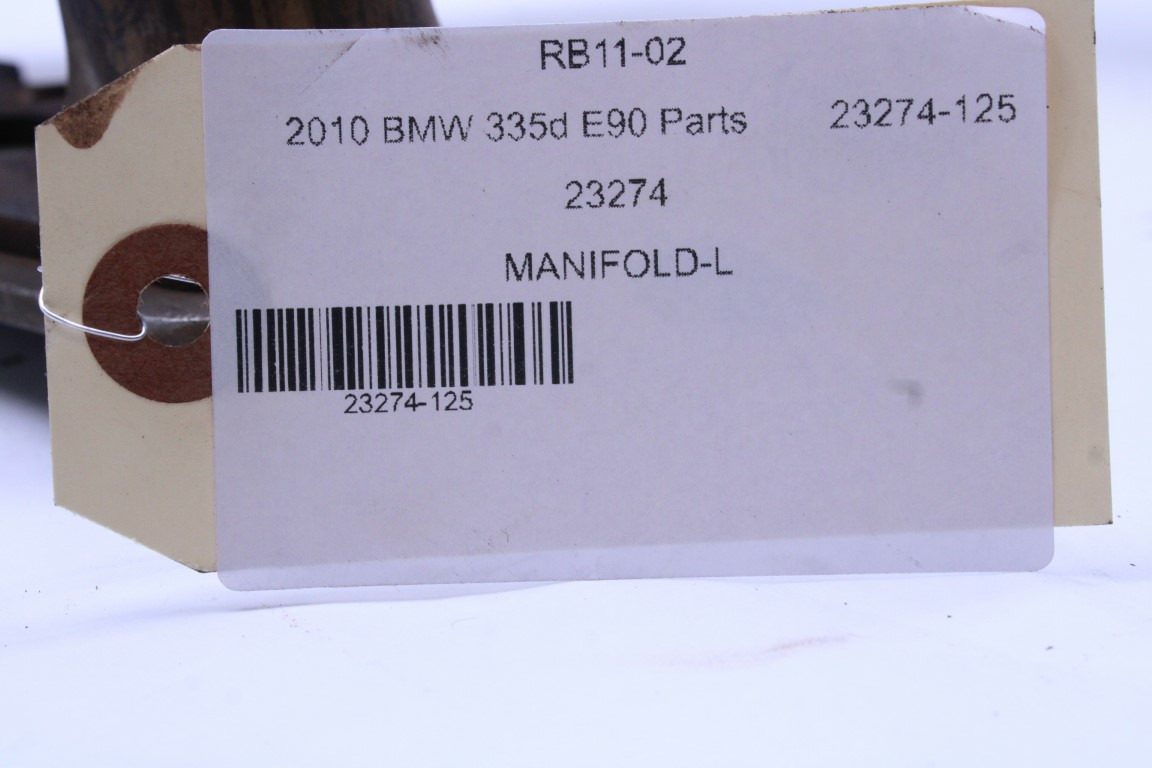 RB11-02
2010 BMW 335d E90 Parts 23274-125
23274
MANIFOLD-L
23274-125